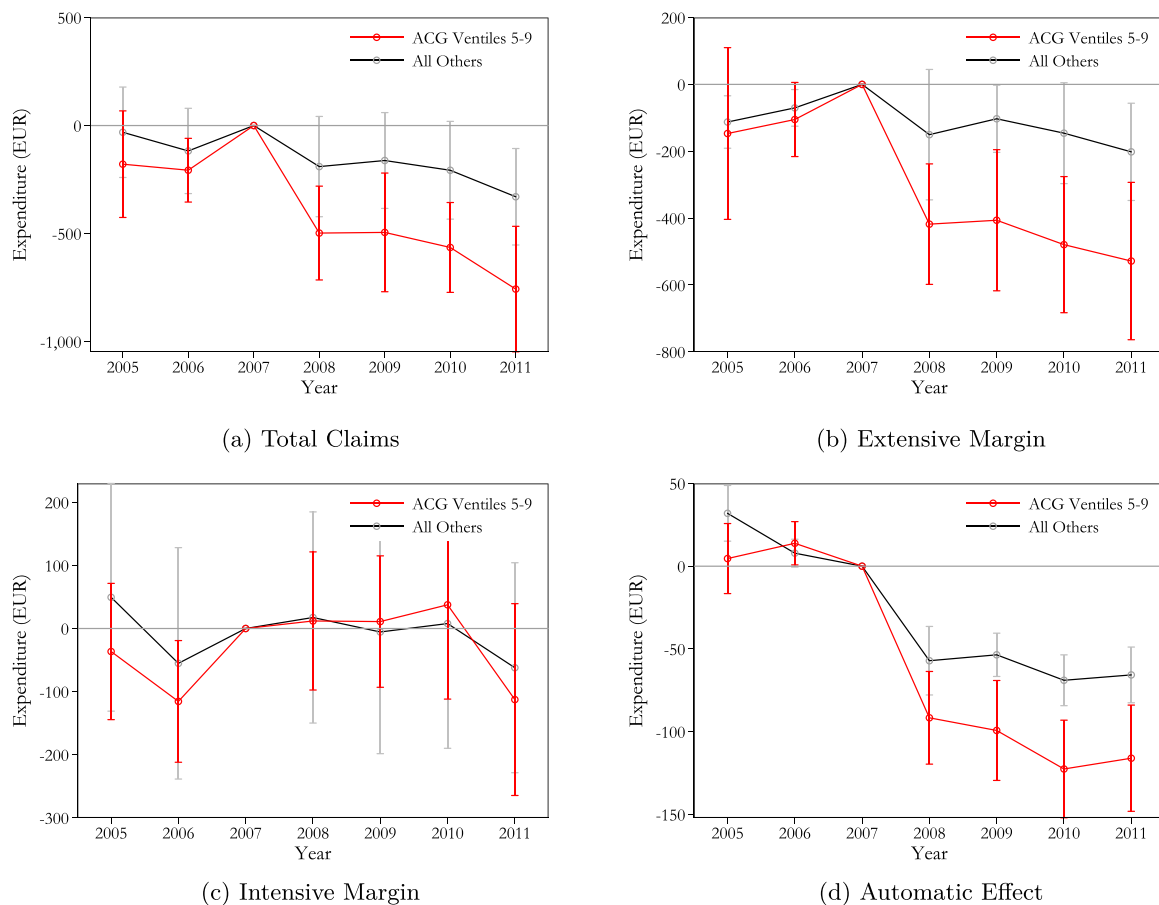 500
0
-500
-1,000
Expenditure (EUR)
ACG Ventiles 5-9
All Others
2005 2006 2007 2008 2009 2010 2011
Year
(a) Total Claims
200
0
-200
-400
-600
-800
Expenditure (EUR)
ACG Ventiles 5-9
All Others
2005 2006 2007 2008 2009 2010 2011
Year
(b) Extensive Margin
200
100
0
-100
-200
-300
Expenditure (EUR)
ACG Ventiles 5-9
All Others
2005 2006 2007 2008 2009 2010 2011
Year
(c) Intensive Margin
50
0
-50
-100
-150
Expenditure (EUR)
ACG Ventiles 5-9
All Others
2005 2006 2007 2008 2009 2010 2011
Year
(d) Automatic Effect